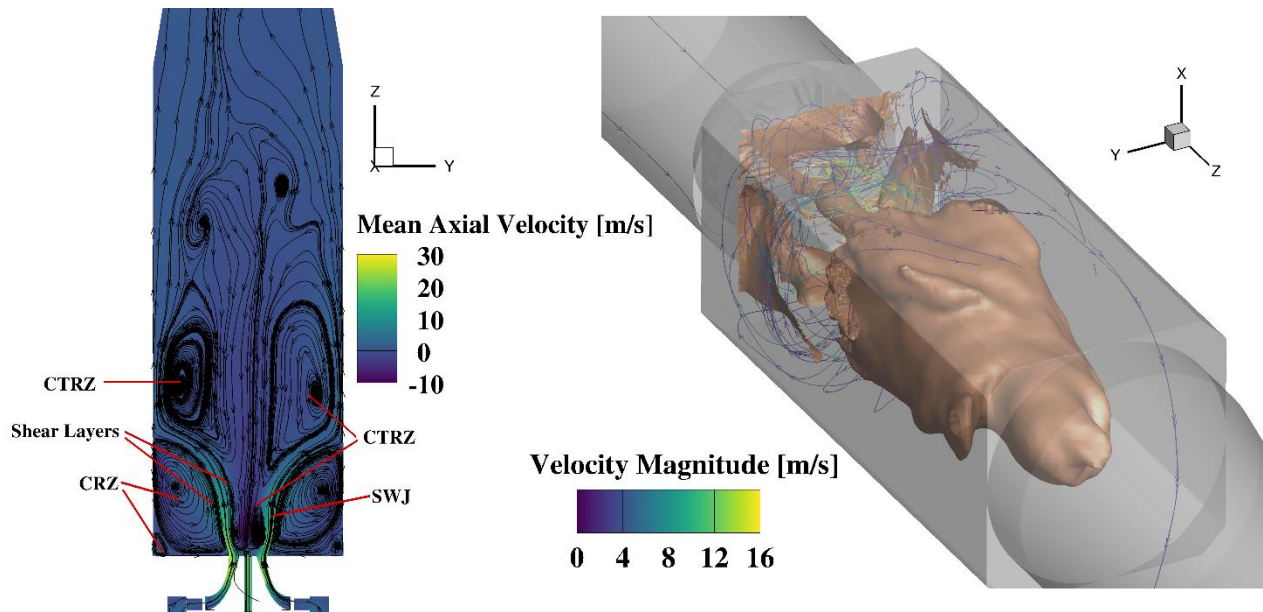 Z
X
Y
Mean Axial Velocity [m/s]
30
20
10
0
-10
CTRZ
Shear Layers
CTRZ
CRZ
SWJ
X
Y
Z
Velocity Magnitude [m/s]
0 4 8 12 16